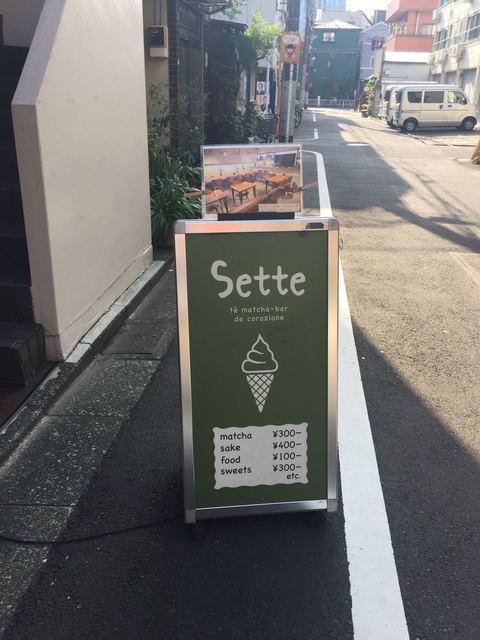 Sette
tè matcha-bar
de corazione
matcha ¥300~
sake ¥400~
food ¥100~
sweets ¥300~
etc.